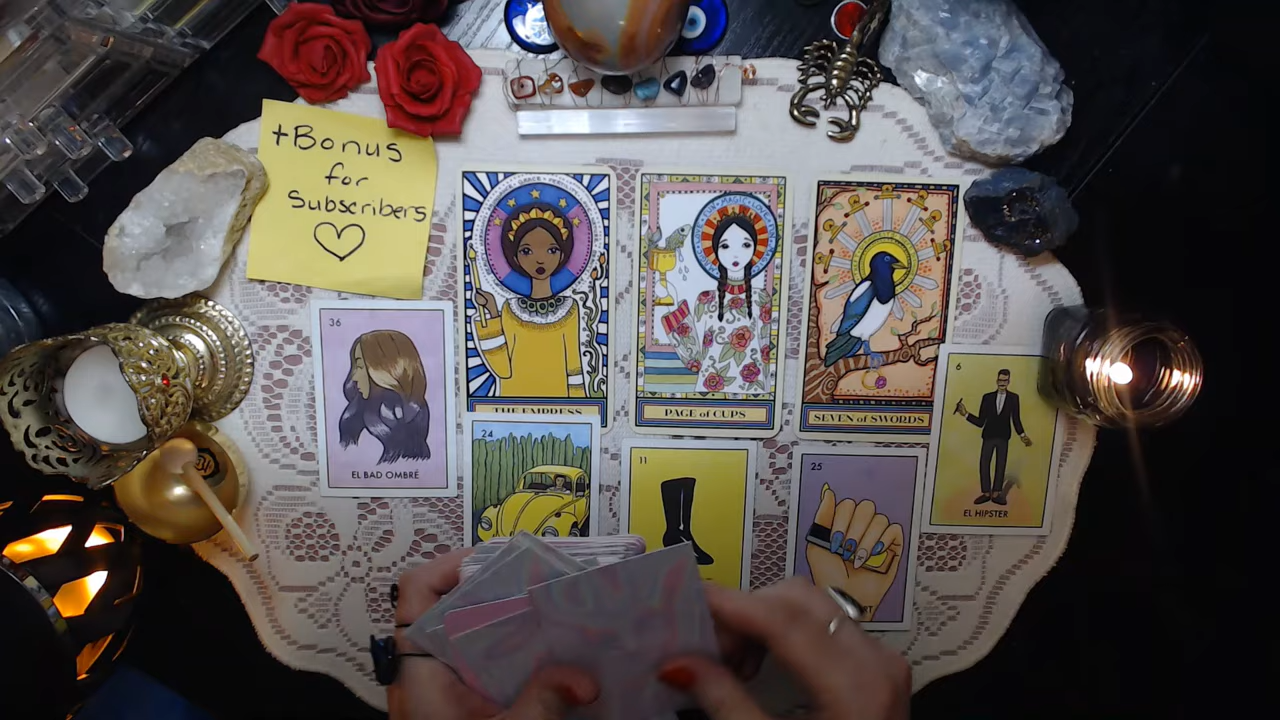 +Bonus
for
Subscribers
THE EMPRESS
PAGE of CUPS
SEVEN of SWORDS
36
EL BAD OMBRÉ
24
11
25
6
EL HIPSTER